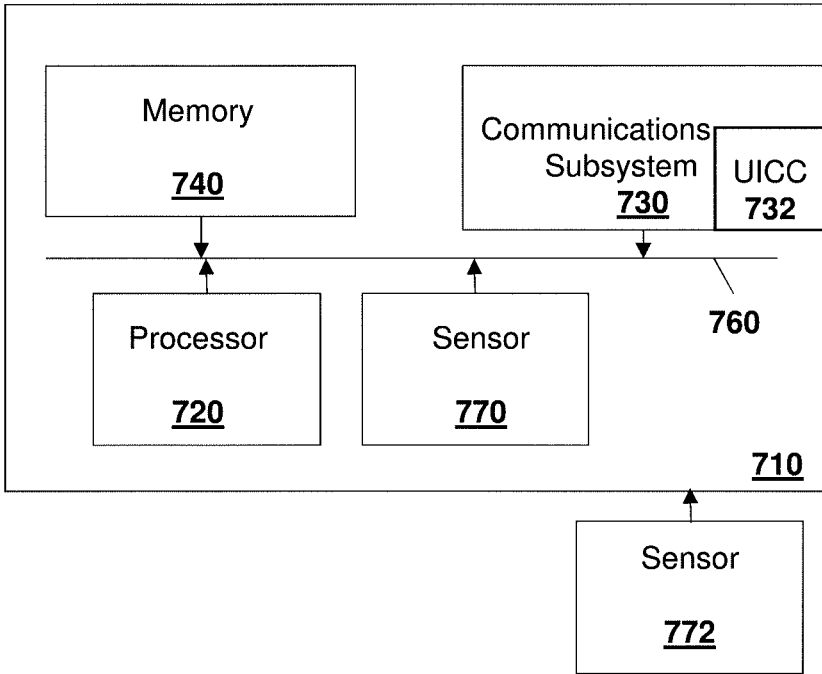 Memory
740
Communications
Subsystem
730
UICC
732
760
Processor
720
Sensor
770
710
Sensor
772